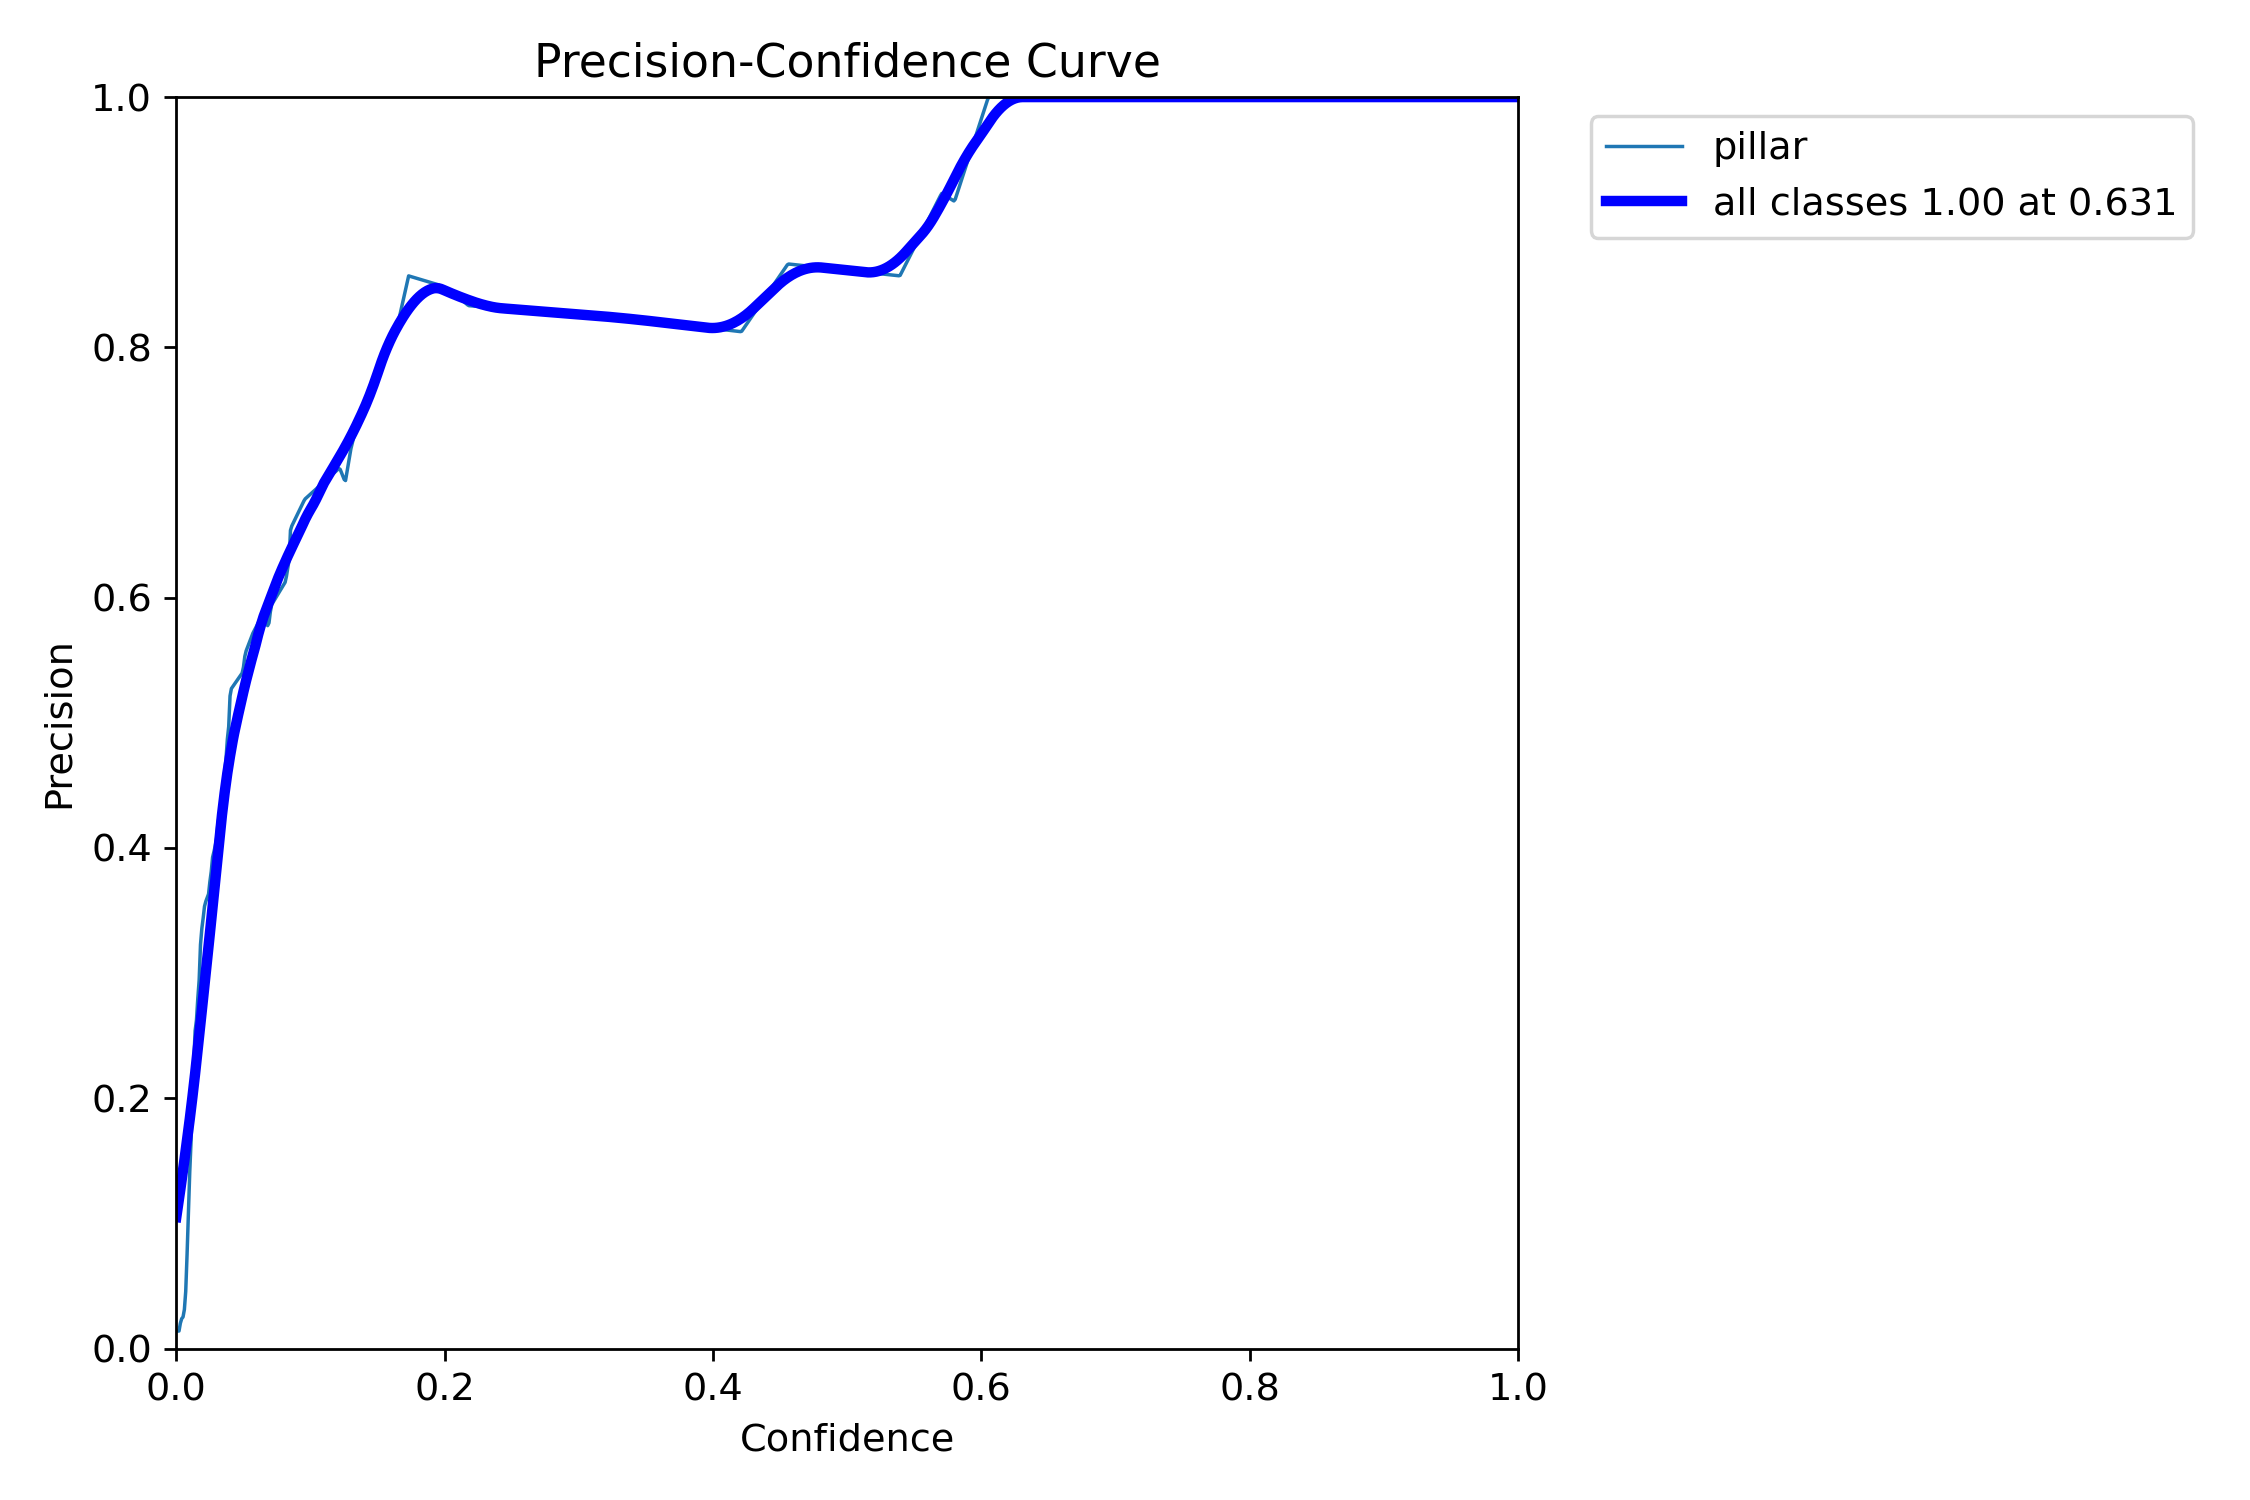 Precision-Confidence Curve
1.0
0.8
0.6
0.4
0.2
0.0
Precision
0.0 0.2 0.4 0.6 0.8 1.0
Confidence
pillar
all classes 1.00 at 0.631